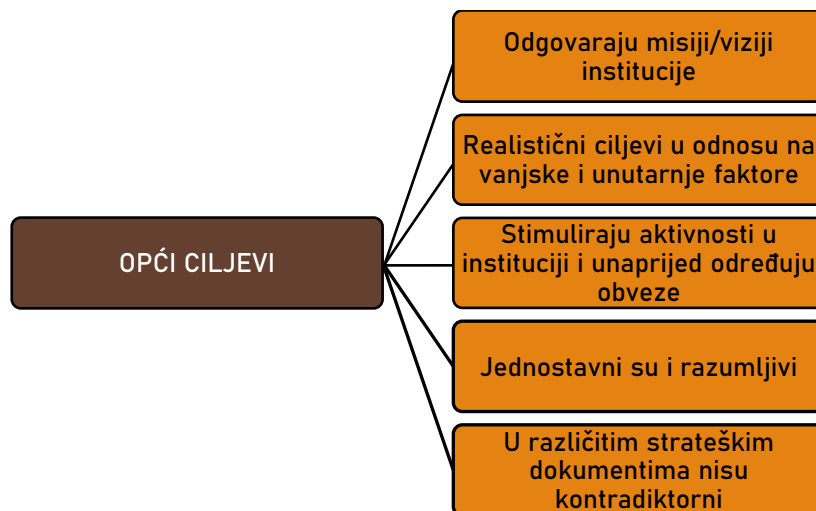 Odgovaraju misiji/viziji
institucije
Realistični ciljevi u odnosu na
vanjske i unutarnje faktore
OPĆI CILJEVI
Stimuliraju aktivnosti u
instituciji i unaprijed određuju
obveze
Jednostavni su i razumljivi
U različitim strateškim
dokumentima nisu
kontradiktorni